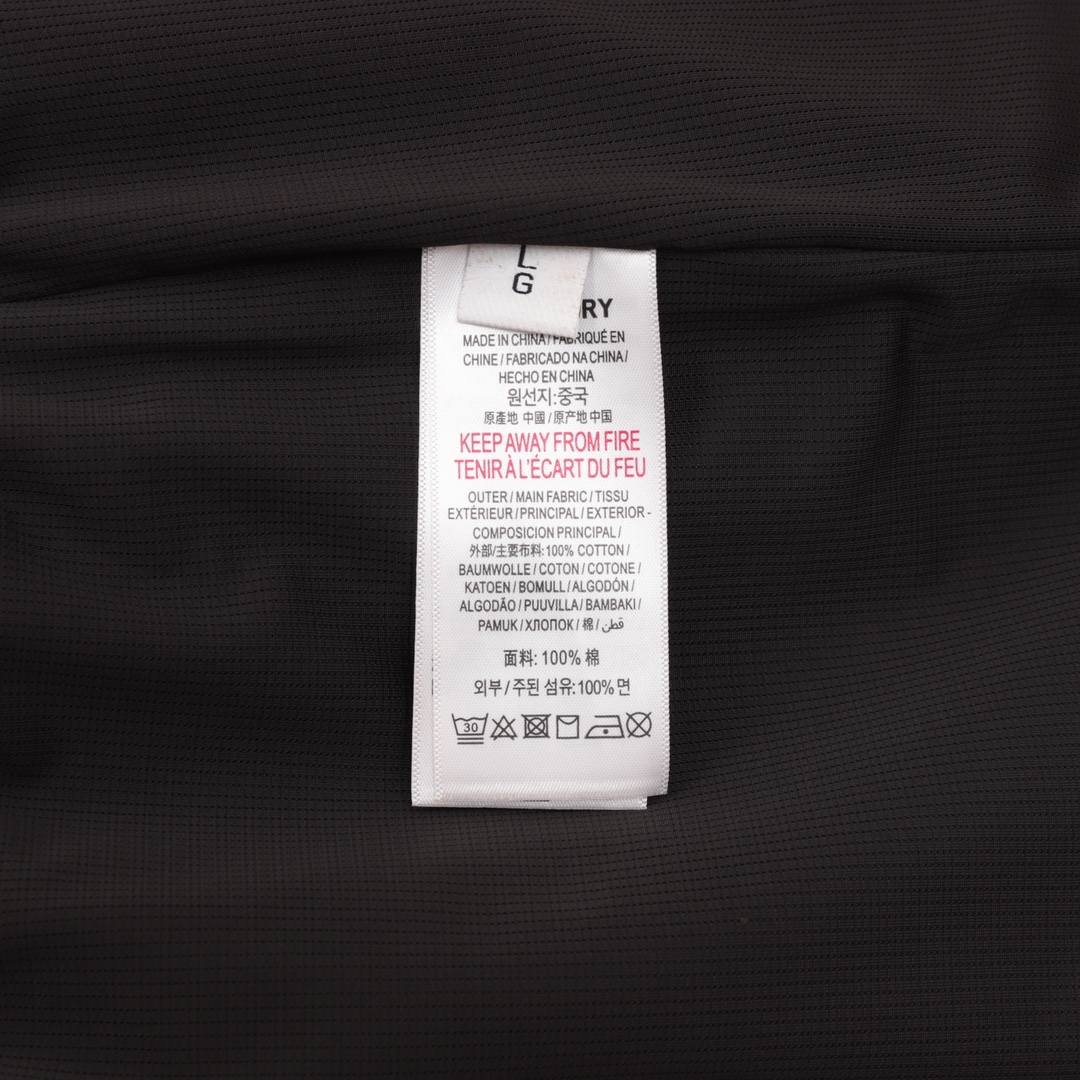 L
G
RY
MADE IN CHINA / FABRIQUÉ EN
CHINE / FABRICADO NA CHINA /
HECHO EN CHINA
원선지:중국
原產地 中國 / 原产地 中国
KEEP AWAY FROM FIRE
TENIR À L'ÉCART DU FEU
OUTER / MAIN FABRIC / TISSU
EXTÉRIEUR / PRINCIPAL / EXTERIOR -
COMPOSICION PRINCIPAL /
外部/主要布料: 100% COTTON /
BAUMWOLLE / COTON / COTONE /
KATOEN / BOMULL / ALGODÓN /
ALGODÃO / PUUVILLA / BAMBAKI /
PAMUK / ХЛОПОК / 棉 / قطن
面料: 100% 棉
외부 / 주된 섬유: 100% 면
30